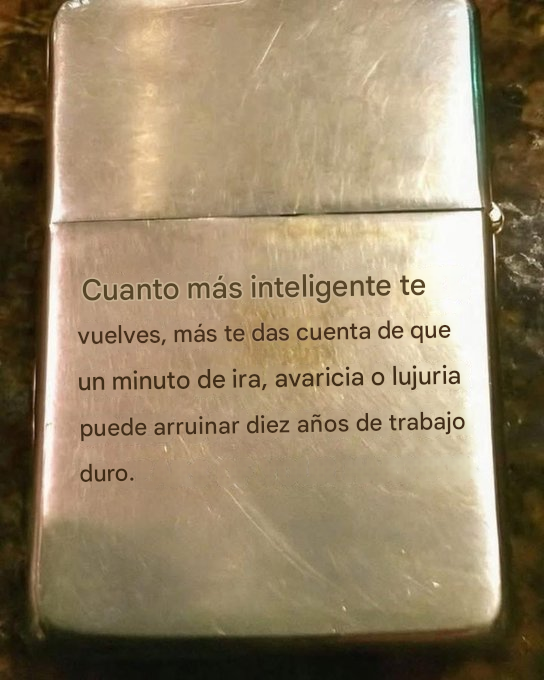 Cuanto más inteligente te
vuelves, más te das cuenta de que
un minuto de ira, avaricia o lujuria
puede arruinar diez años de trabajo
duro.